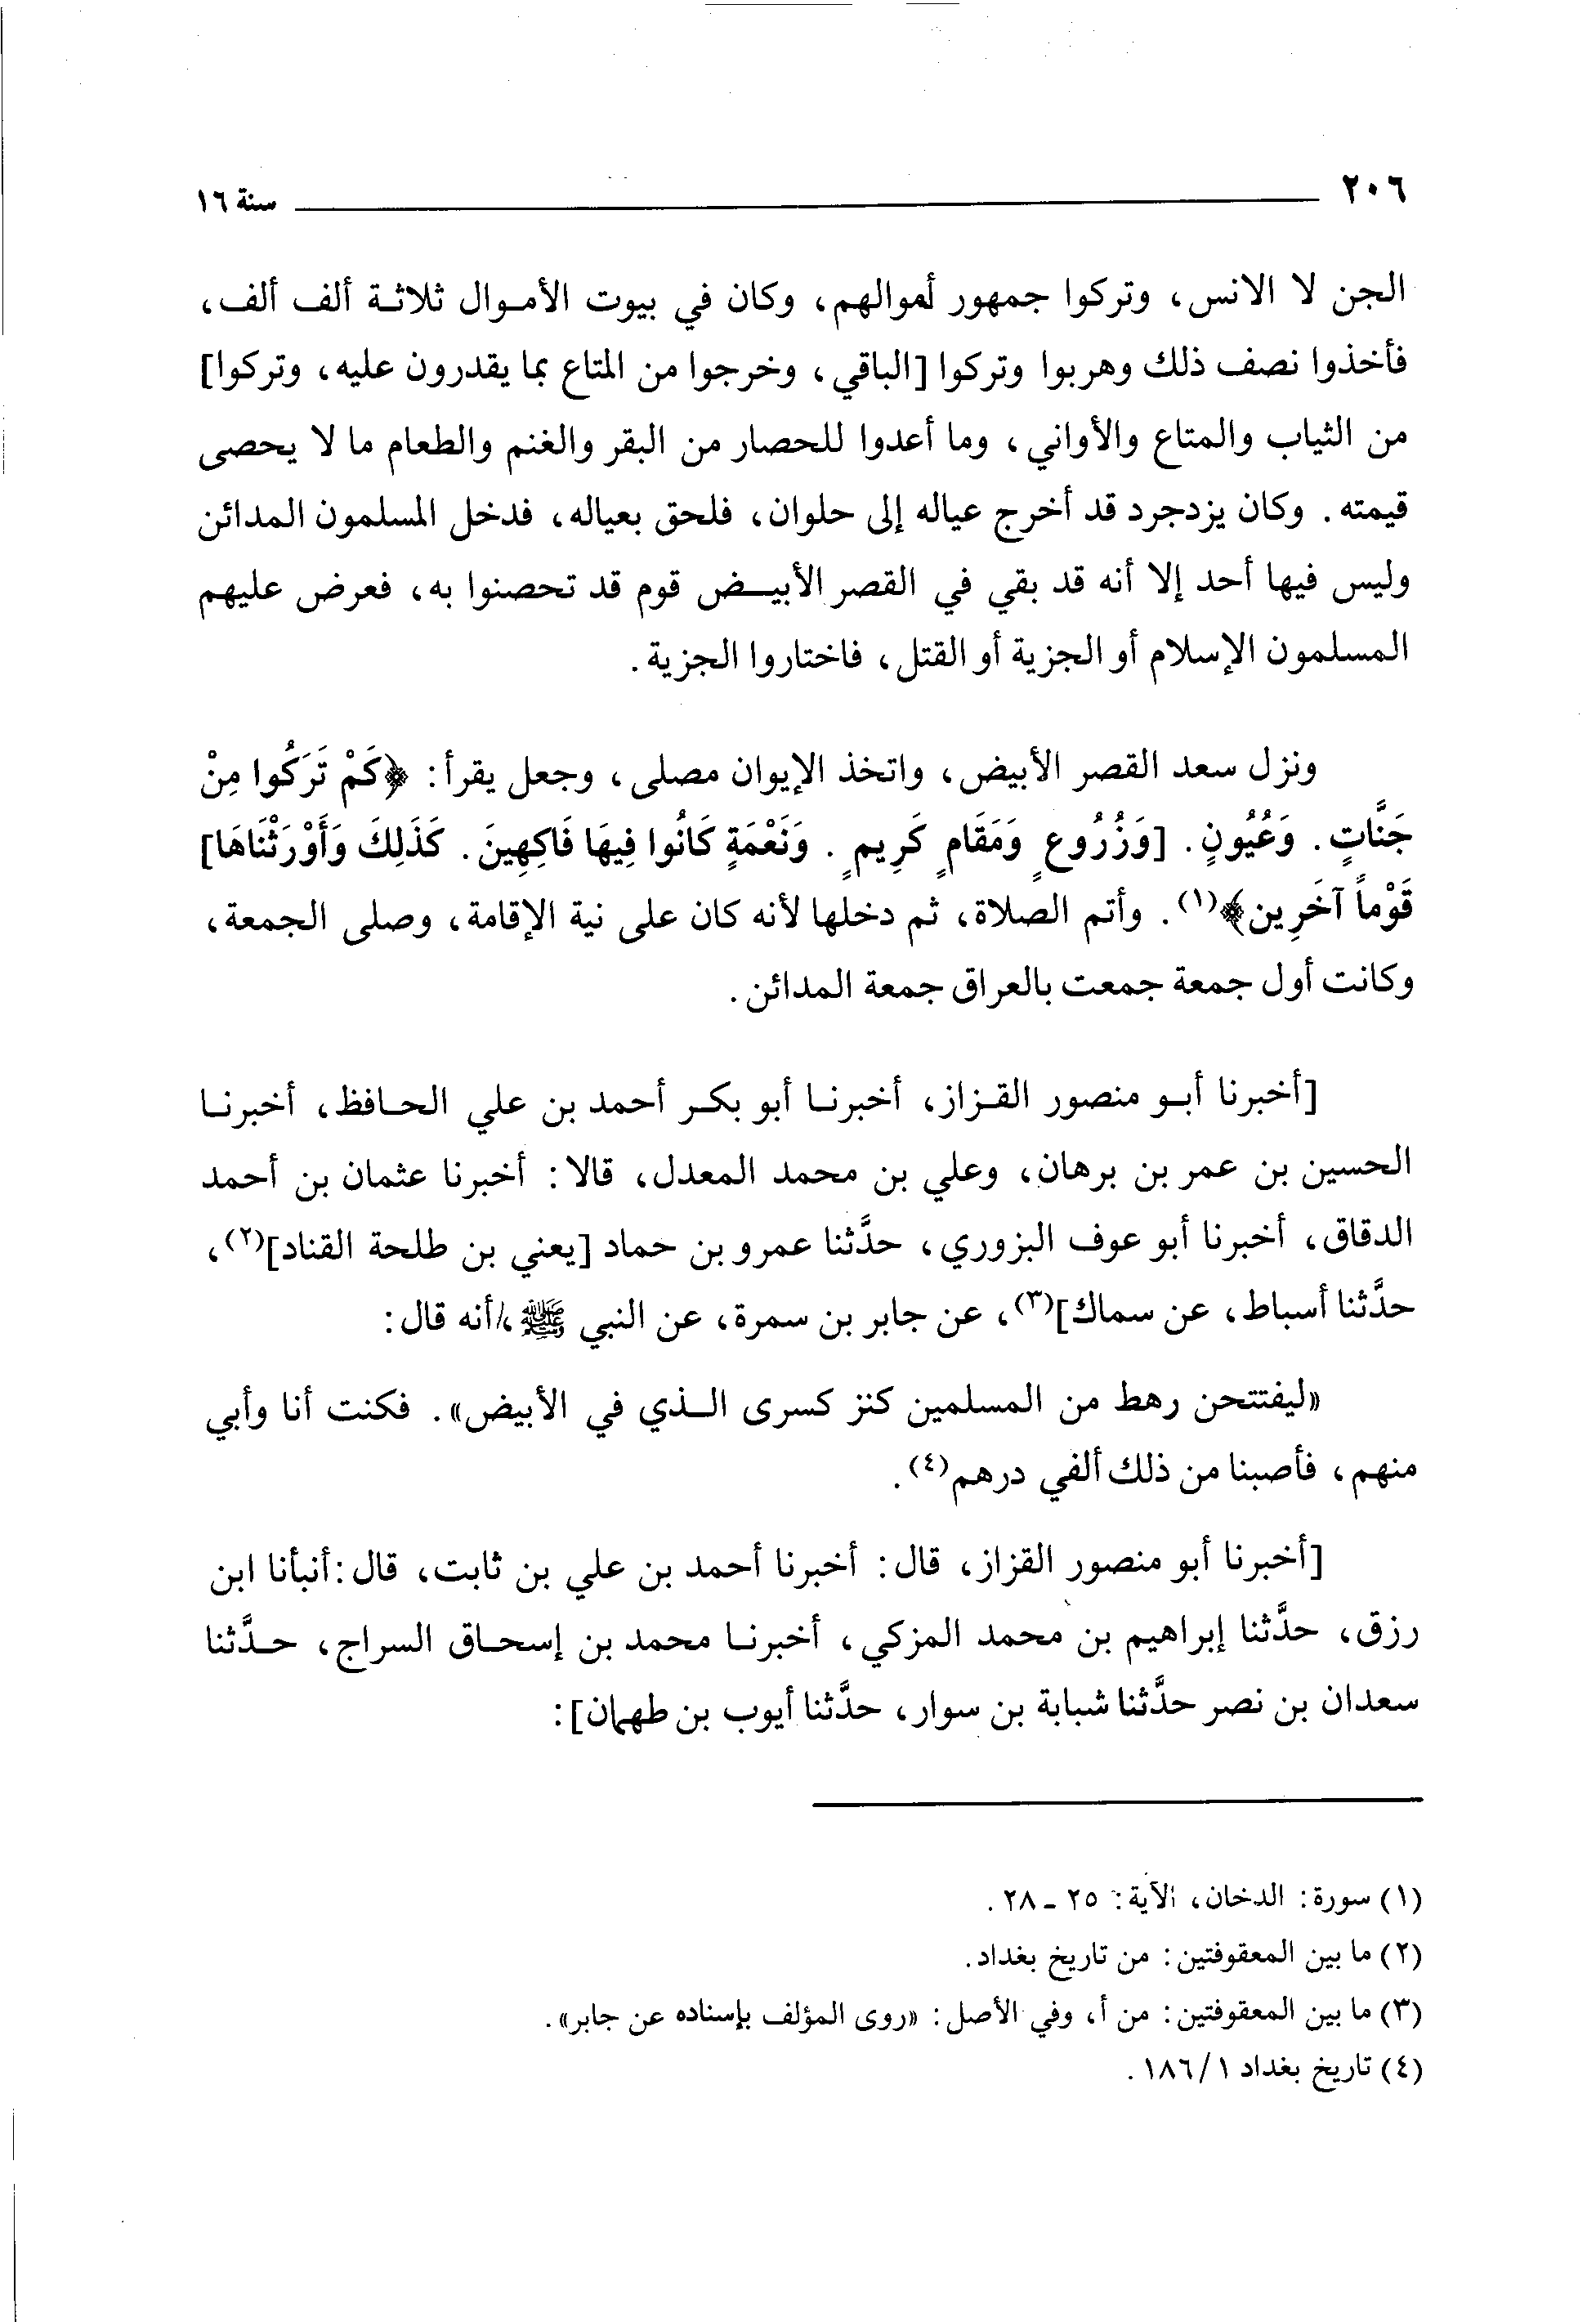 ٢٠٦ سنة ١٦
الجن لا الانس، وتركوا جمهور أموالهم، وكان في بيوت الأموال ثلاثة ألف ألف،
فأخذوا نصف ذلك وهربوا وتركوا [الباقي، وخرجوا من المتاع بما يقدرون عليه، وتركوا]
من الثياب والمتاع والأواني، وما أعدوا للحصار من البقر والغنم والطعام ما لا يحصى
قيمته. وكان يزدجرد قد أخرج عياله إلى حلوان، فلحق بعياله، فدخل المسلمون المدائن
وليس فيها أحد إلا أنه قد بقي في القصر الأبيض قوم قد تحصنوا به، فعرض عليهم
المسلمون الإسلام أو الجزية أو القتل، فاختاروا الجزية.
ونزل سعد القصر الأبيض، واتخذ الإيوان مصلى، وجعل يقرأ: ﴿كَمْ تَرَكُوا مِنْ
جَنَّاتٍ. وَعُيُونٍ. [وَزُرُوعٍ وَمَقَامٍ كَرِيمٍ. وَنَعْمَةٍ كَانُوا فِيهَا فَاكِهِينَ. كَذَلِكَ وَأَوْرَثْنَاهَا]
قَوْماً آخَرِين﴾(١). وأتم الصلاة، ثم دخلها لأنه كان على نية الإقامة، وصلى الجمعة،
وكانت أول جمعة جمعت بالعراق جمعة المدائن.
[أخبرنا أبو منصور القزاز، أخبرنا أبو بكر أحمد بن علي الحافظ، أخبرنا
الحسين بن عمر بن برهان، وعلي بن محمد المعدل، قالا: أخبرنا عثمان بن أحمد
الدقاق، أخبرنا أبو عوف البزوري، حدَّثنا عمرو بن حماد [يعني بن طلحة القناد](٢)،
حدَّثنا أسباط، عن سماك](٣)، عن جابر بن سمرة، عن النبي ﷺ،/أنه قال:
«ليفتتحن رهط من المسلمين كنز كسرى الذي في الأبيض». فكنت أنا وأبي
منهم، فأصبنا من ذلك ألفي درهم(٤).
[أخبرنا أبو منصور القزاز، قال: أخبرنا أحمد بن علي بن ثابت، قال:أنبأنا ابن
رزق، حدَّثنا إبراهيم بن محمد المزكي، أخبرنا محمد بن إسحاق السراج، حدَّثنا
سعدان بن نصر حدَّثنا شبابة بن سوار، حدَّثنا أيوب بن طهمان]:
(١) سورة: الدخان، الآية: ٢٥ - ٢٨.
(٢) ما بين المعقوفتين: من تاريخ بغداد.
(٣) ما بين المعقوفتين: من أ، وفي الأصل: «روى المؤلف بإسناده عن جابر».
(٤) تاريخ بغداد ١/ ١٨٦.